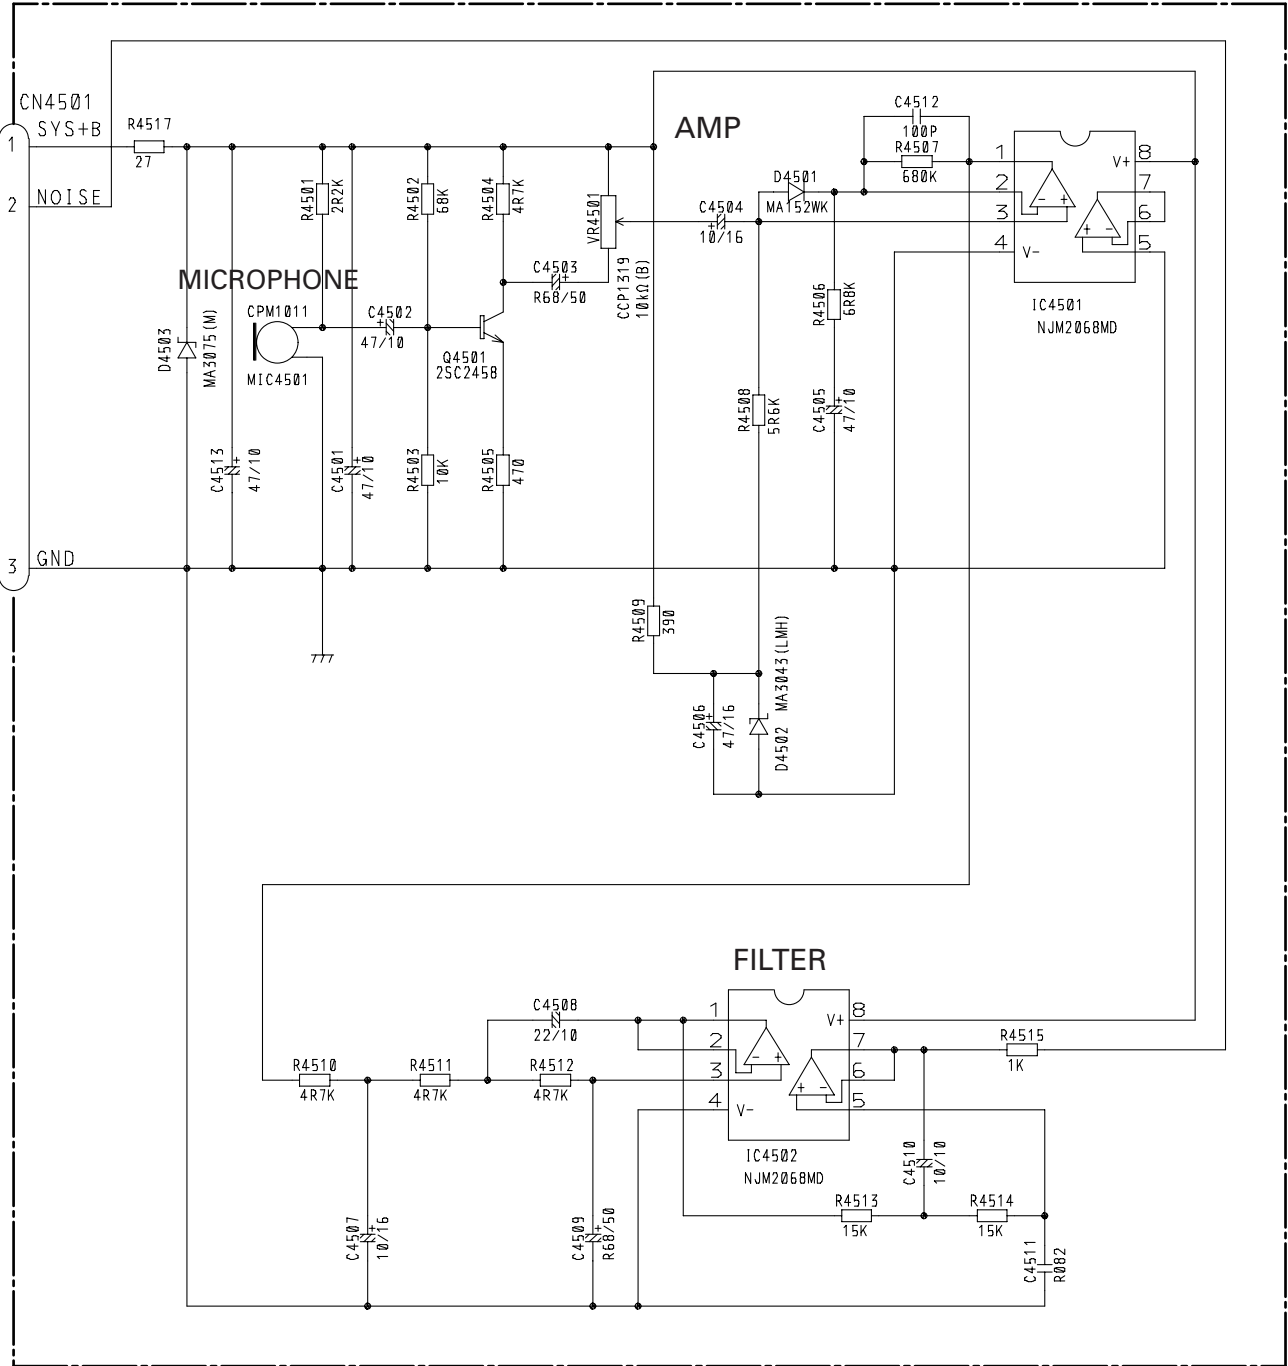 CN4501
1 SYS+B
2 NOISE
3 GND
R4517
27
AMP
C4512
100P
R4507
680K
D4501
MA152WK
C4504
10/16
R4501
2R2K
R4502
68K
R4504
4R7K
VR4501
CCP1319
10kΩ(B)
C4503
R68/50
MICROPHONE
CPM1011
MIC4501
C4502
47/10
Q4501
2SC2458
D4503
MA3075(M)
C4513
47/10
C4501
47/10
R4503
10K
R4505
470
R4506
6R8K
R4508
5R6K
C4505
47/10
1
2
3
4
8
7
6
5
V+
V-
- +
+ -
IC4501
NJM2068MD
R4509
390
C4506
47/16
D4502 MA3043(LMH)
FILTER
C4508
22/10
R4510
4R7K
R4511
4R7K
R4512
4R7K
1
2
3
4
8
7
6
5
V+
V-
- +
+ -
IC4502
NJM2068MD
R4515
1K
C4510
10/10
R4513
15K
R4514
15K
C4511
R082
C4507
10/16
C4509
R68/50